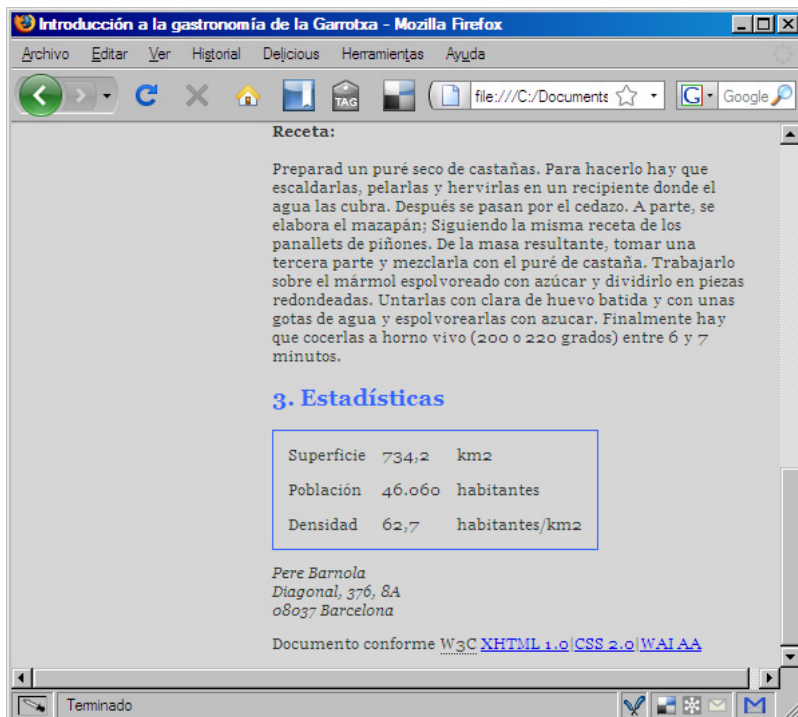 Introducción a la gastronomía de la Garrotxa - Mozilla Firefox
Archivo Editar Ver Historial Delicious Herramientas Ayuda
TAG file:///C:/Documents G Google
Receta:
Preparad un puré seco de castañas. Para hacerlo hay que
escaldarlas, pelarlas y hervirlas en un recipiente donde el
agua las cubra. Después se pasan por el cedazo. A parte, se
elabora el mazapán; Siguiendo la misma receta de los
panallets de piñones. De la masa resultante, tomar una
tercera parte y mezclarla con el puré de castaña. Trabajarlo
sobre el mármol espolvoreado con azúcar y dividirlo en piezas
redondeadas. Untarlas con clara de huevo batida y con unas
gotas de agua y espolvorearlas con azucar. Finalmente hay
que cocerlas a horno vivo (200 o 220 grados) entre 6 y 7
minutos.
3. Estadísticas
Superficie 734,2 km2
Población 46.060 habitantes
Densidad 62,7 habitantes/km2
Pere Barnola
Diagonal, 376, 8A
08037 Barcelona
Documento conforme W3C XHTML 1.0|CSS 2.0|WAI AA
Terminado